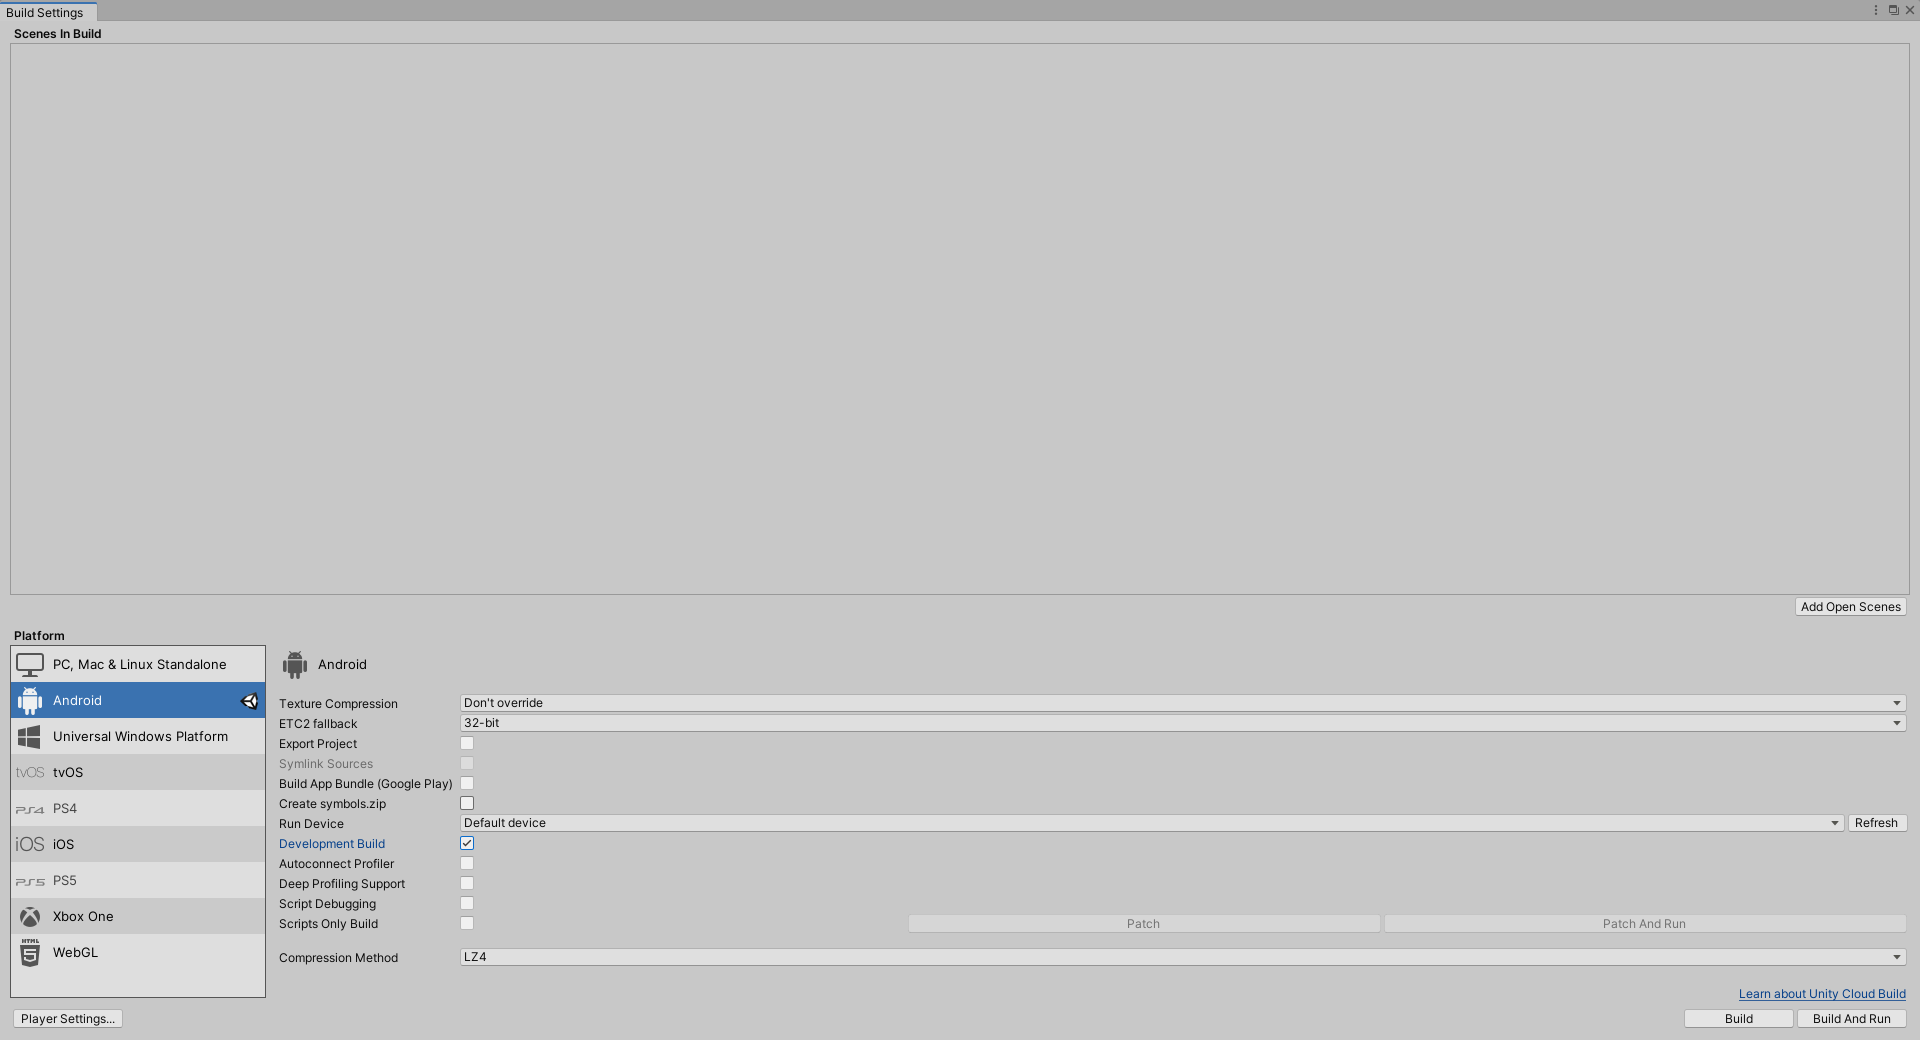 Build Settings
Scenes In Build
Add Open Scenes
Platform
PC, Mac & Linux Standalone
Android
Universal Windows Platform
tvOS tvOS
PS4 PS4
iOS iOS
PS5 PS5
Xbox One
HTML 5 WebGL
Android
Texture Compression Don't override
ETC2 fallback 32-bit
Export Project
Symlink Sources
Build App Bundle (Google Play)
Create symbols.zip
Run Device Default device Refresh
Development Build
Autoconnect Profiler
Deep Profiling Support
Script Debugging
Scripts Only Build Patch Patch And Run
Compression Method LZ4
Learn about Unity Cloud Build
Player Settings... Build Build And Run